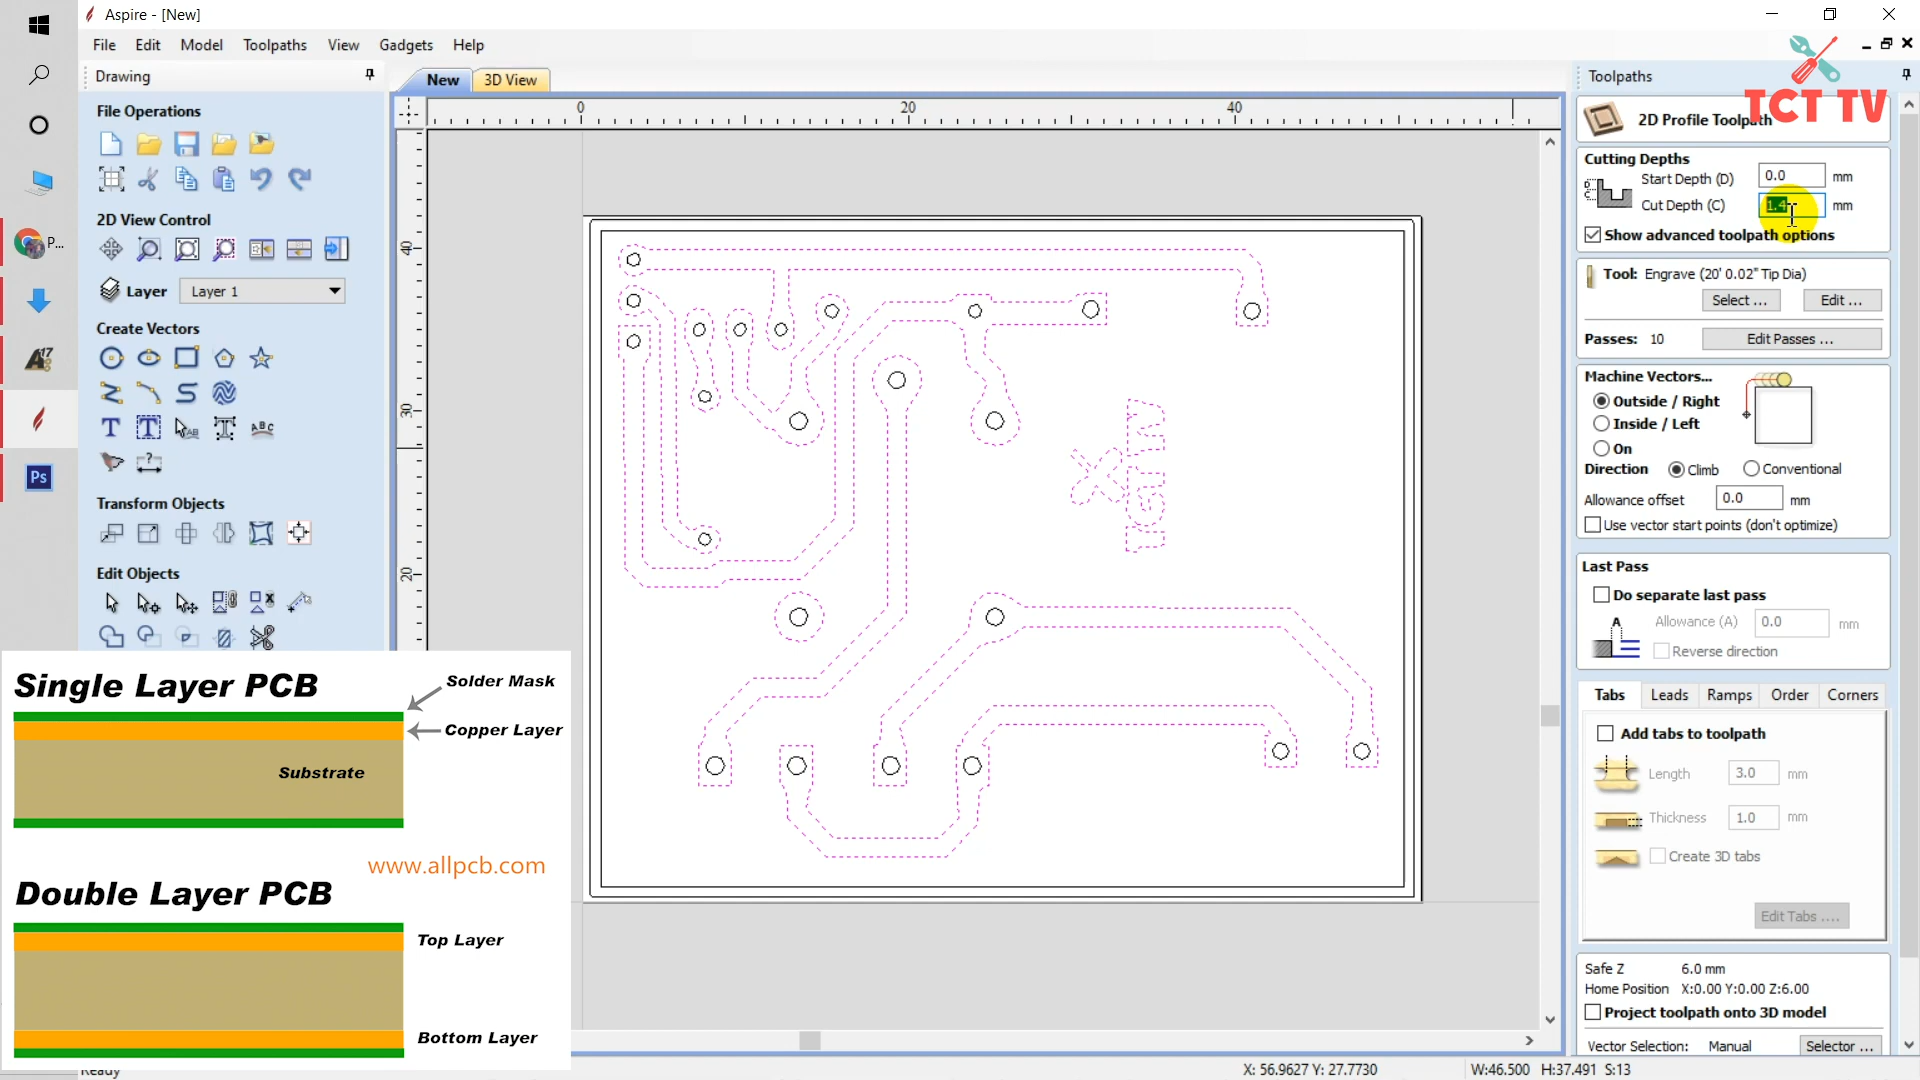 Aspire - [New]
File Edit Model Toolpaths View Gadgets Help
Drawing
File Operations
2D View Control
Layer Layer 1
Create Vectors
Transform Objects
Edit Objects
P...
Ps
New 3D View
0 20 40
40
30
20
Single Layer PCB
Solder Mask
Copper Layer
Substrate
www.allpcb.com
Double Layer PCB
Top Layer
Bottom Layer
Ready
X: 56.9627 Y: 27.7730
W:46.500 H:37.491 S:13
Toolpaths
TCT TV
2D Profile Toolpath
Cutting Depths
Start Depth (D) 0.0 mm
Cut Depth (C) 1.4 mm
Show advanced toolpath options
Tool: Engrave (20' 0.02" Tip Dia)
Select ... Edit ...
Passes: 10 Edit Passes ...
Machine Vectors...
Outside / Right
Inside / Left
On
Direction Climb Conventional
Allowance offset 0.0 mm
Use vector start points (don't optimize)
Last Pass
Do separate last pass
A Allowance (A) 0.0 mm
Reverse direction
Tabs Leads Ramps Order Corners
Add tabs to toolpath
Length 3.0 mm
Thickness 1.0 mm
Create 3D tabs
Edit Tabs ....
Safe Z 6.0 mm
Home Position X:0.00 Y:0.00 Z:6.00
Project toolpath onto 3D model
Vector Selection: Manual Selector ...